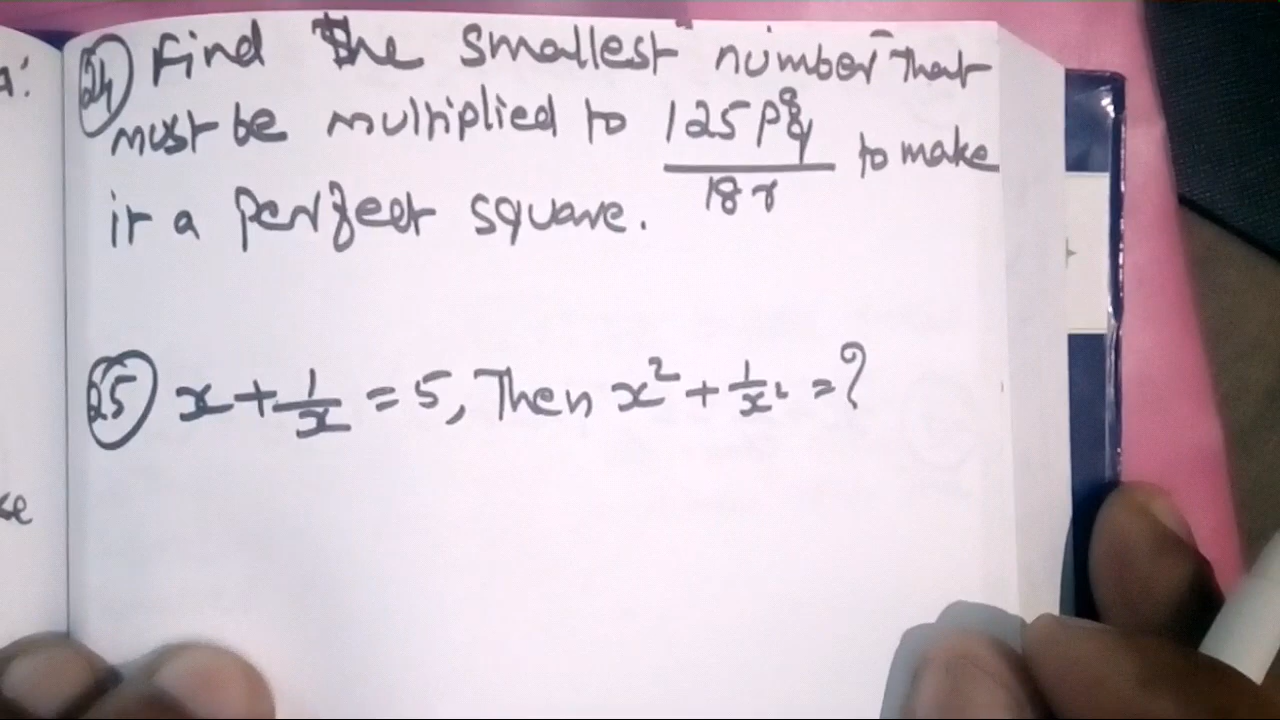 24) Find the smallest number that
must be multiplied to 125p⁸y / 18r to make
it a perfect square.
25) x + 1/x = 5, Then x² + 1/x² = ?